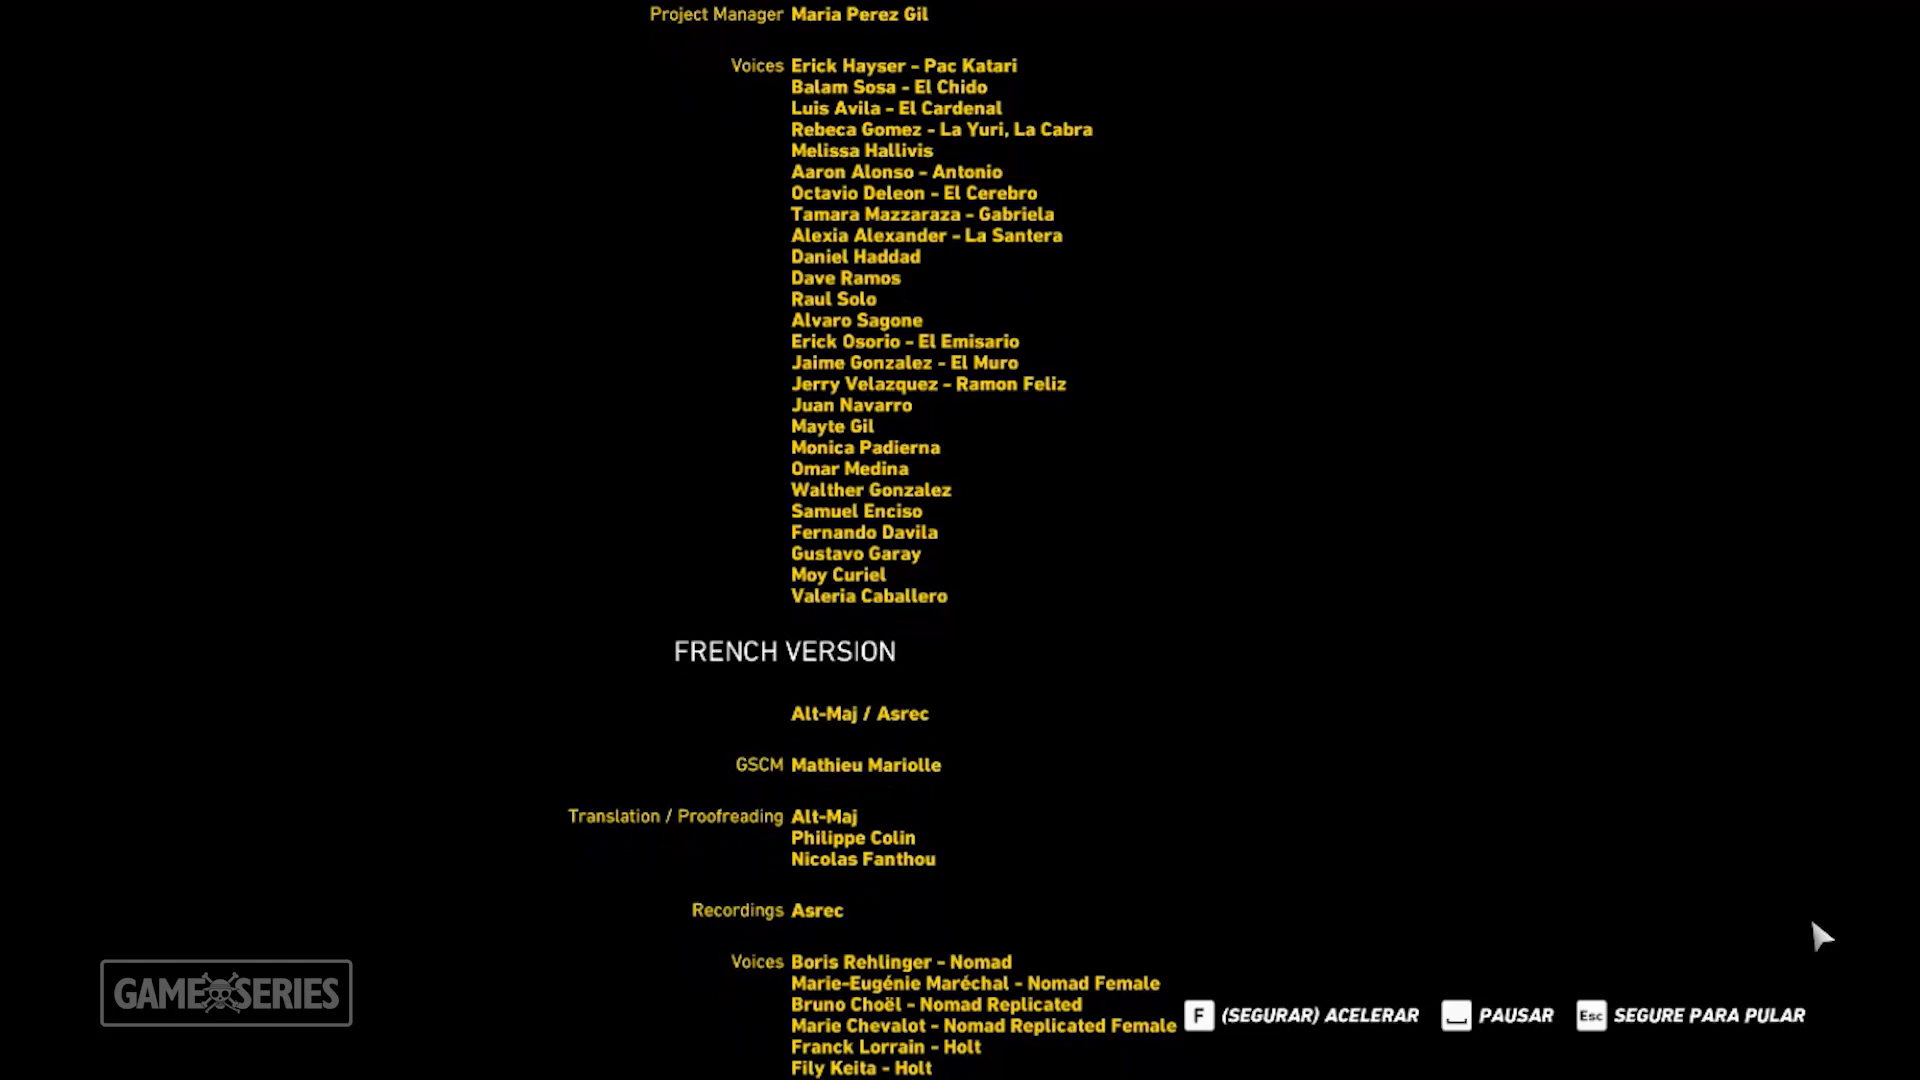 Project Manager Maria Perez Gil
Voices Erick Hayser - Pac Katari
Balam Sosa - El Chido
Luis Avila - El Cardenal
Rebeca Gomez - La Yuri, La Cabra
Melissa Hallivis
Aaron Alonso - Antonio
Octavio Deleon - El Cerebro
Tamara Mazzaraza - Gabriela
Alexia Alexander - La Santera
Daniel Haddad
Dave Ramos
Raul Solo
Alvaro Sagone
Erick Osorio - El Emisario
Jaime Gonzalez - El Muro
Jerry Velazquez - Ramon Feliz
Juan Navarro
Mayte Gil
Monica Padierna
Omar Medina
Walther Gonzalez
Samuel Enciso
Fernando Davila
Gustavo Garay
Moy Curiel
Valeria Caballero
FRENCH VERSION
Alt-Maj / Asrec
GSCM Mathieu Mariolle
Translation / Proofreading Alt-Maj
Philippe Colin
Nicolas Fanthou
Recordings Asrec
Voices Boris Rehlinger - Nomad
Marie-Eugénie Maréchal - Nomad Female
Bruno Choël - Nomad Replicated
Marie Chevalot - Nomad Replicated Female
Franck Lorrain - Holt
Fily Keita - Holt
GAME SERIES
F (SEGURAR) ACELERAR PAUSAR Esc SEGURE PARA PULAR